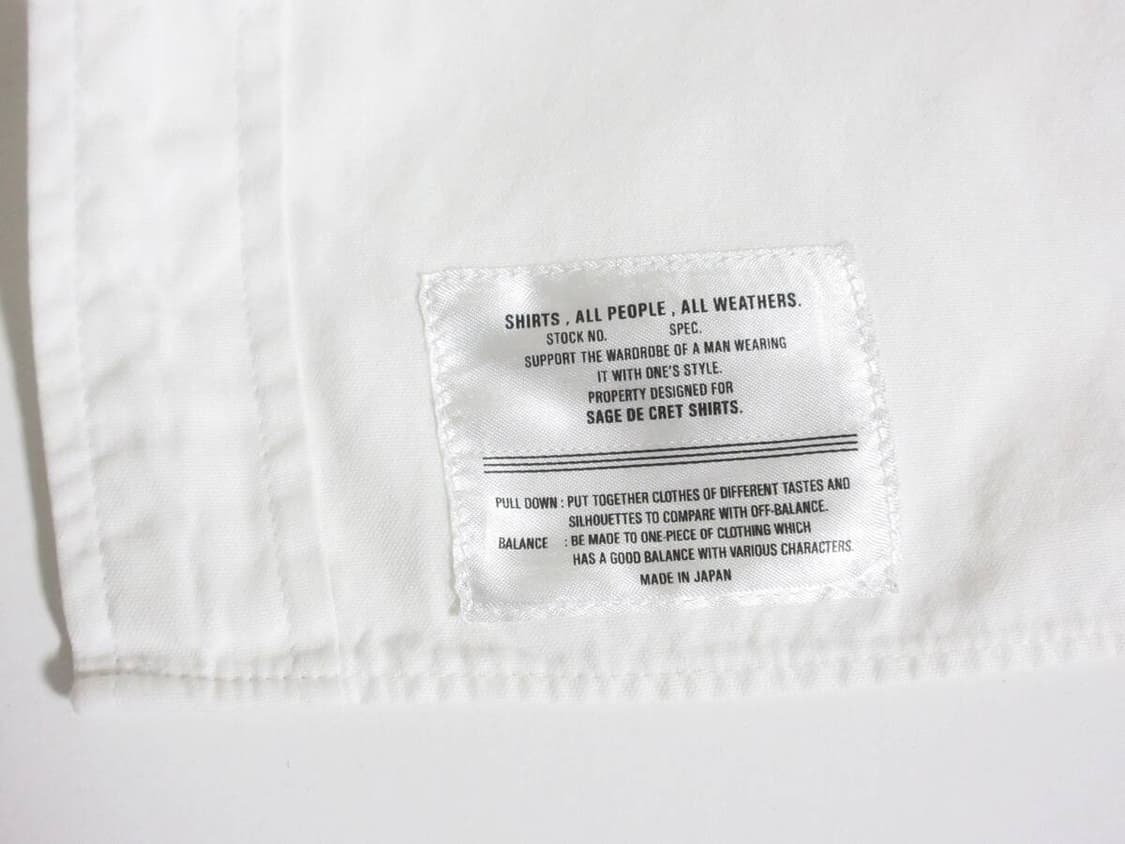 SHIRTS , ALL PEOPLE , ALL WEATHERS.
STOCK NO. SPEC.
SUPPORT THE WARDROBE OF A MAN WEARING
IT WITH ONE'S STYLE.
PROPERTY DESIGNED FOR
SAGE DE CRET SHIRTS.
PULL DOWN : PUT TOGETHER CLOTHES OF DIFFERENT TASTES AND
SILHOUETTES TO COMPARE WITH OFF-BALANCE.
BALANCE : BE MADE TO ONE-PIECE OF CLOTHING WHICH
HAS A GOOD BALANCE WITH VARIOUS CHARACTERS.
MADE IN JAPAN